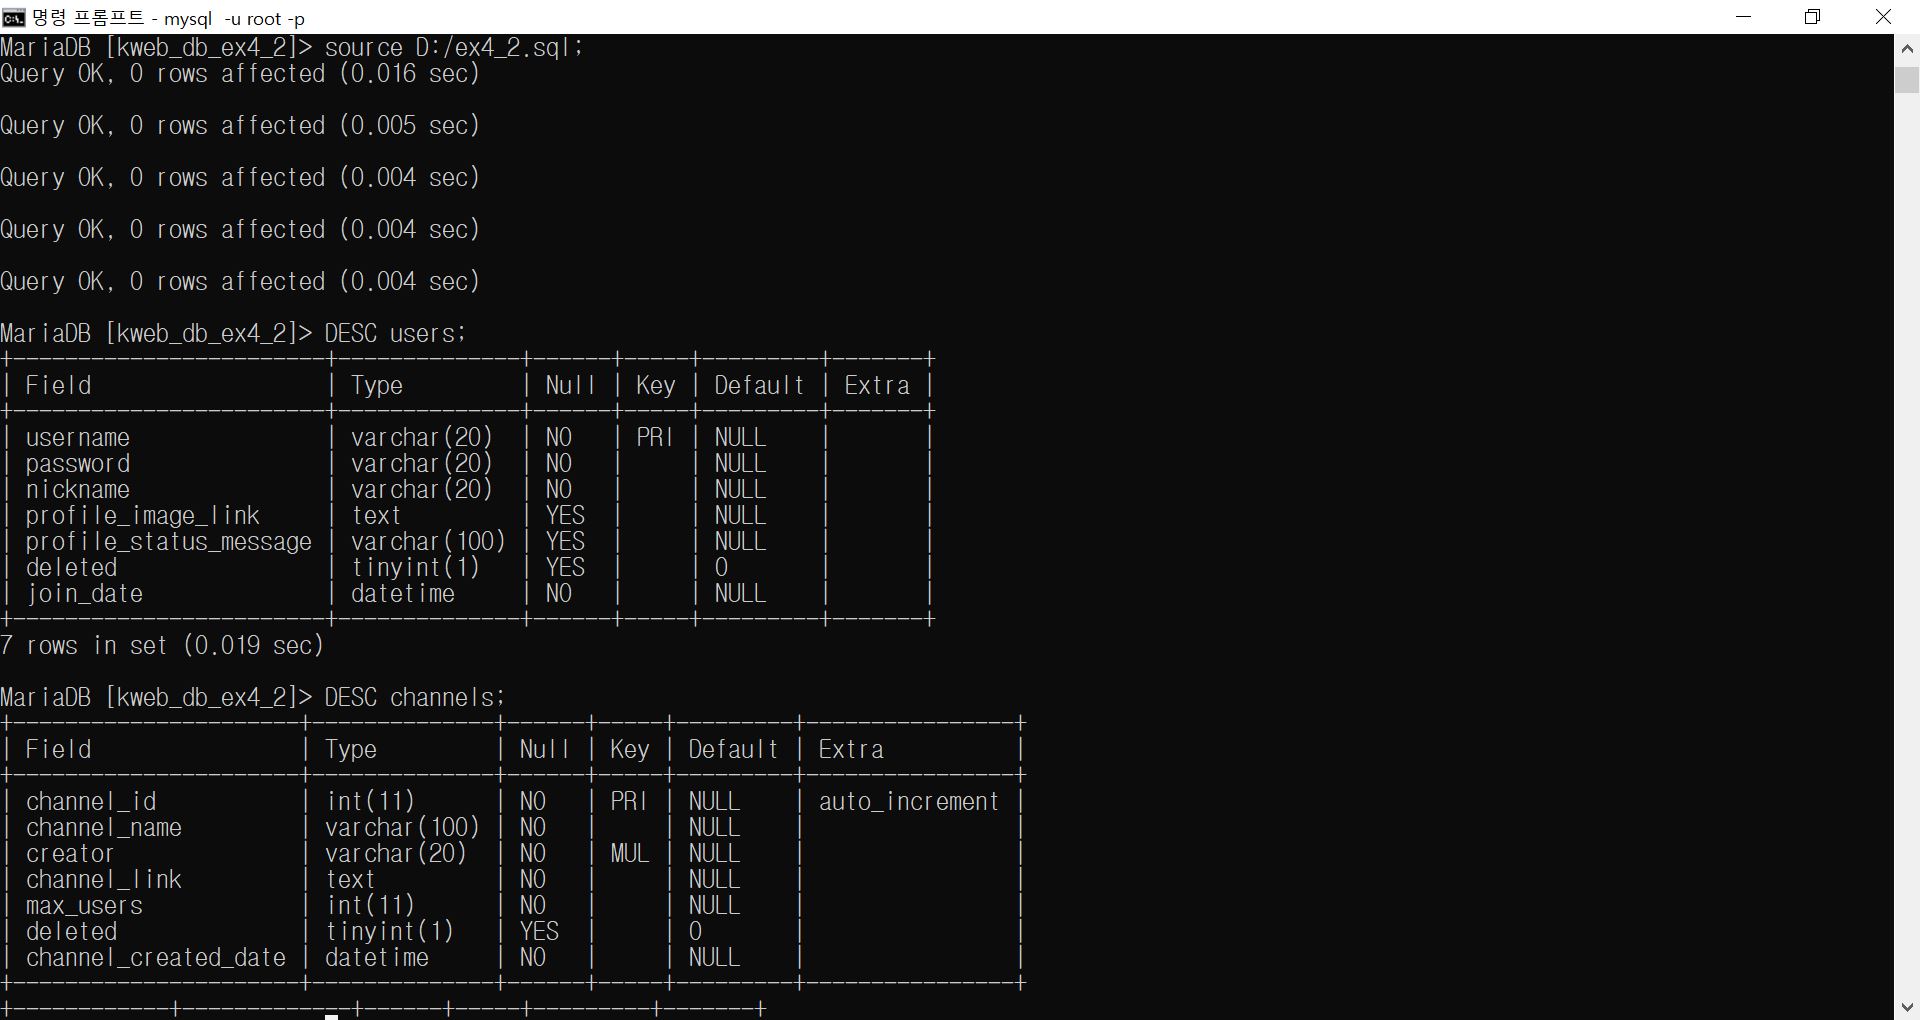 명령 프롬프트 - mysql  -u root -p
MariaDB [kweb_db_ex4_2]> source D:/ex4_2.sql;
Query OK, 0 rows affected (0.016 sec)

Query OK, 0 rows affected (0.005 sec)

Query OK, 0 rows affected (0.004 sec)

Query OK, 0 rows affected (0.004 sec)

Query OK, 0 rows affected (0.004 sec)

MariaDB [kweb_db_ex4_2]> DESC users;
+------------------------+--------------+------+-----+---------+-------+
| Field                  | Type         | Null | Key | Default | Extra |
+------------------------+--------------+------+-----+---------+-------+
| username               | varchar(20)  | NO   | PRI | NULL    |       |
| password               | varchar(20)  | NO   |     | NULL    |       |
| nickname               | varchar(20)  | NO   |     | NULL    |       |
| profile_image_link     | text         | YES  |     | NULL    |       |
| profile_status_message | varchar(100) | YES  |     | NULL    |       |
| deleted                | tinyint(1)   | YES  |     | 0       |       |
| join_date              | datetime     | NO   |     | NULL    |       |
+------------------------+--------------+------+-----+---------+-------+
7 rows in set (0.019 sec)

MariaDB [kweb_db_ex4_2]> DESC channels;
+----------------------+--------------+------+-----+---------+----------------+
| Field                | Type         | Null | Key | Default | Extra          |
+----------------------+--------------+------+-----+---------+----------------+
| channel_id           | int(11)      | NO   | PRI | NULL    | auto_increment |
| channel_name         | varchar(100) | NO   |     | NULL    |                |
| creator              | varchar(20)  | NO   | MUL | NULL    |                |
| channel_link         | text         | NO   |     | NULL    |                |
| max_users            | int(11)      | NO   |     | NULL    |                |
| deleted              | tinyint(1)   | YES  |     | 0       |                |
| channel_created_date | datetime     | NO   |     | NULL    |                |
+----------------------+--------------+------+-----+---------+----------------+
+------------+-------------+------+-----+---------+-------+